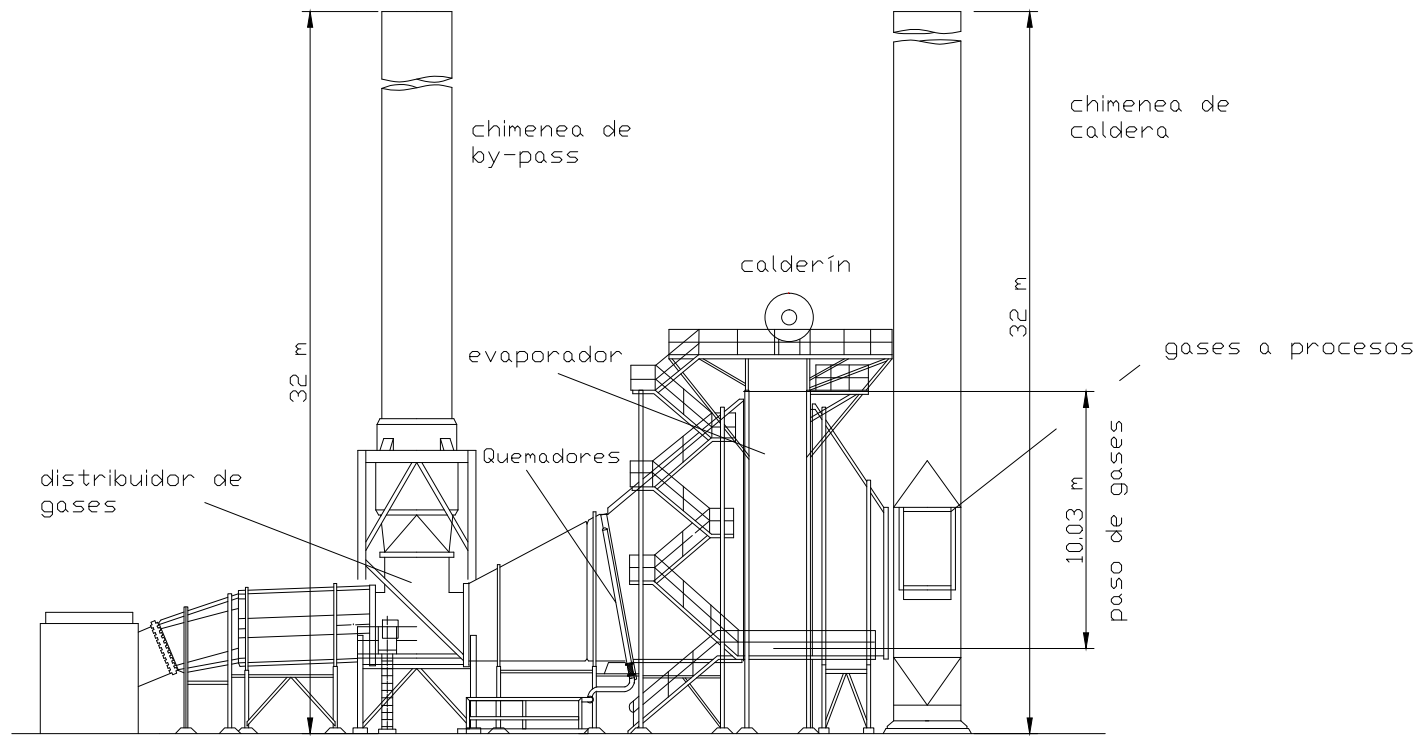 chimenea de
by-pass
chimenea de
caldera
calderín
32 m
evaporador
32 m
gases a procesos
Quemadores
distribuidor de
gases
10.03 m
paso de gases